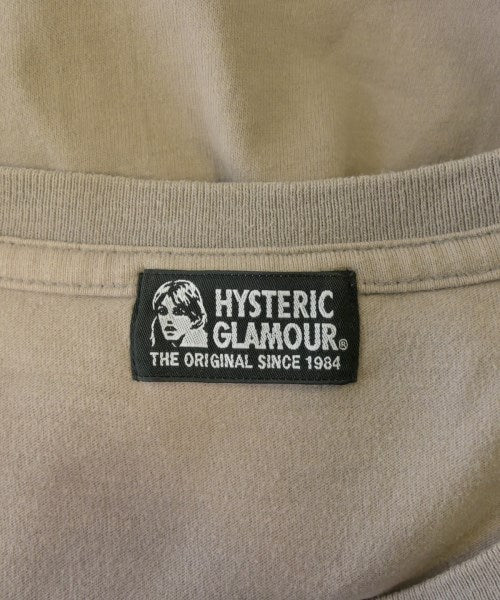 HYSTERIC
GLAMOUR®
THE ORIGINAL SINCE 1984